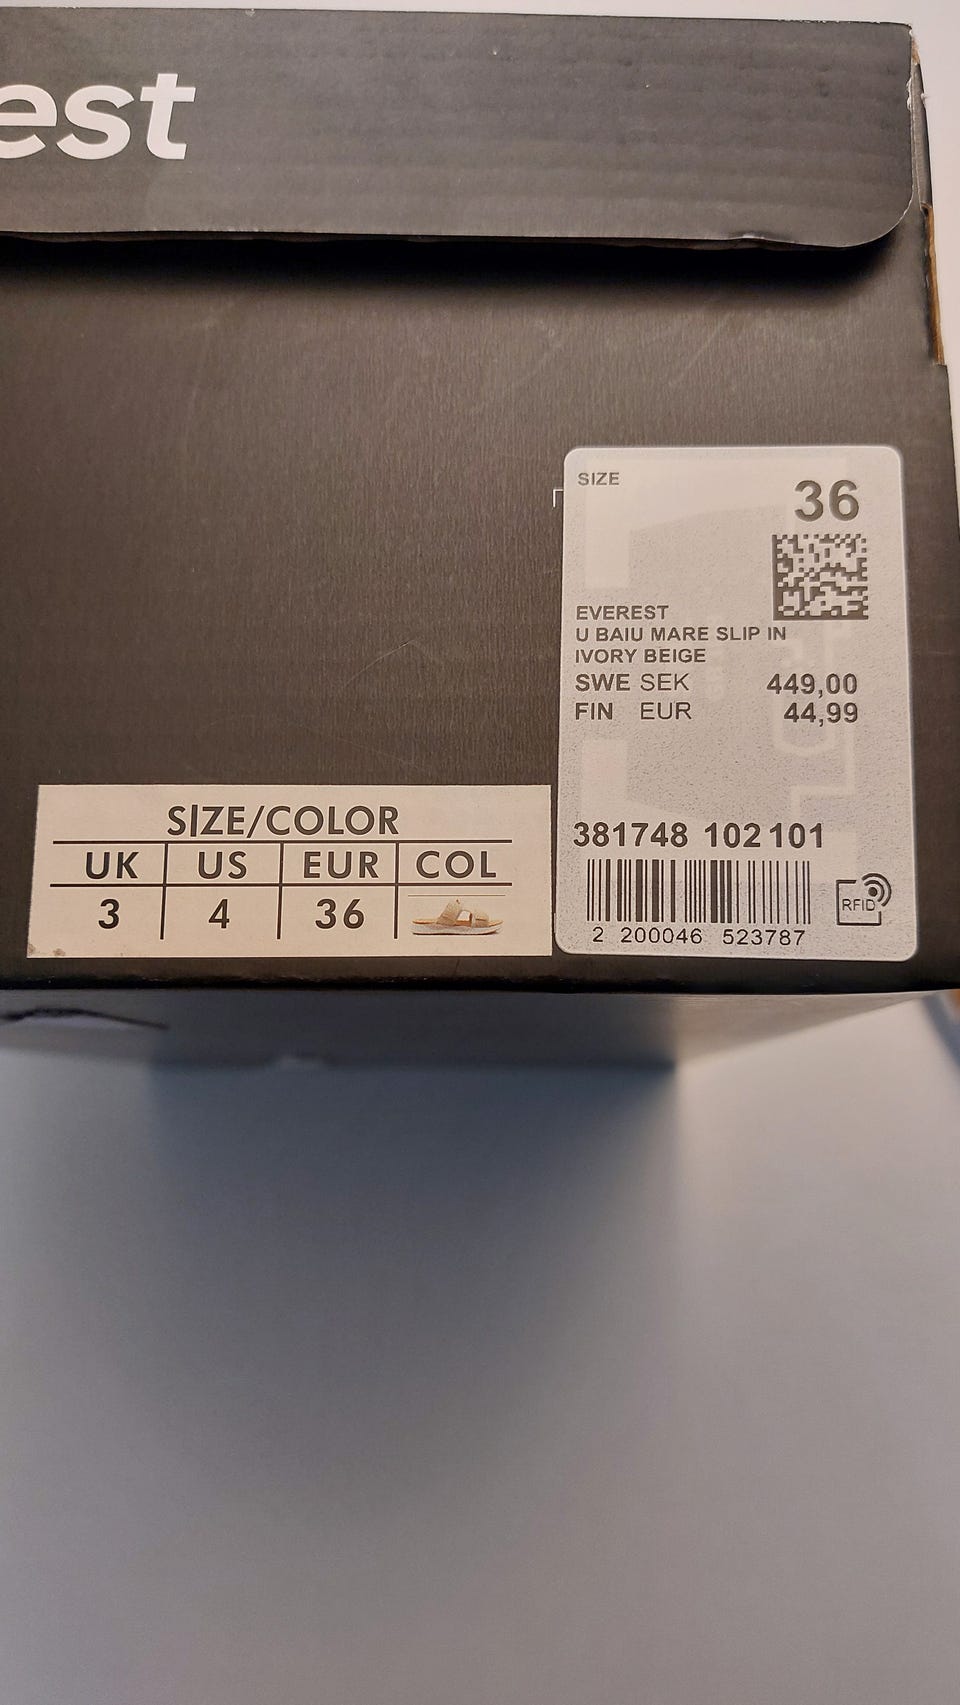 est
SIZE
36
EVEREST
U BAIU MARE SLIP IN
IVORY BEIGE
SWE SEK 449,00
FIN EUR 44,99
381748 102101
2 200046 523787
RFID
SIZE/COLOR
UK US EUR COL
3 4 36